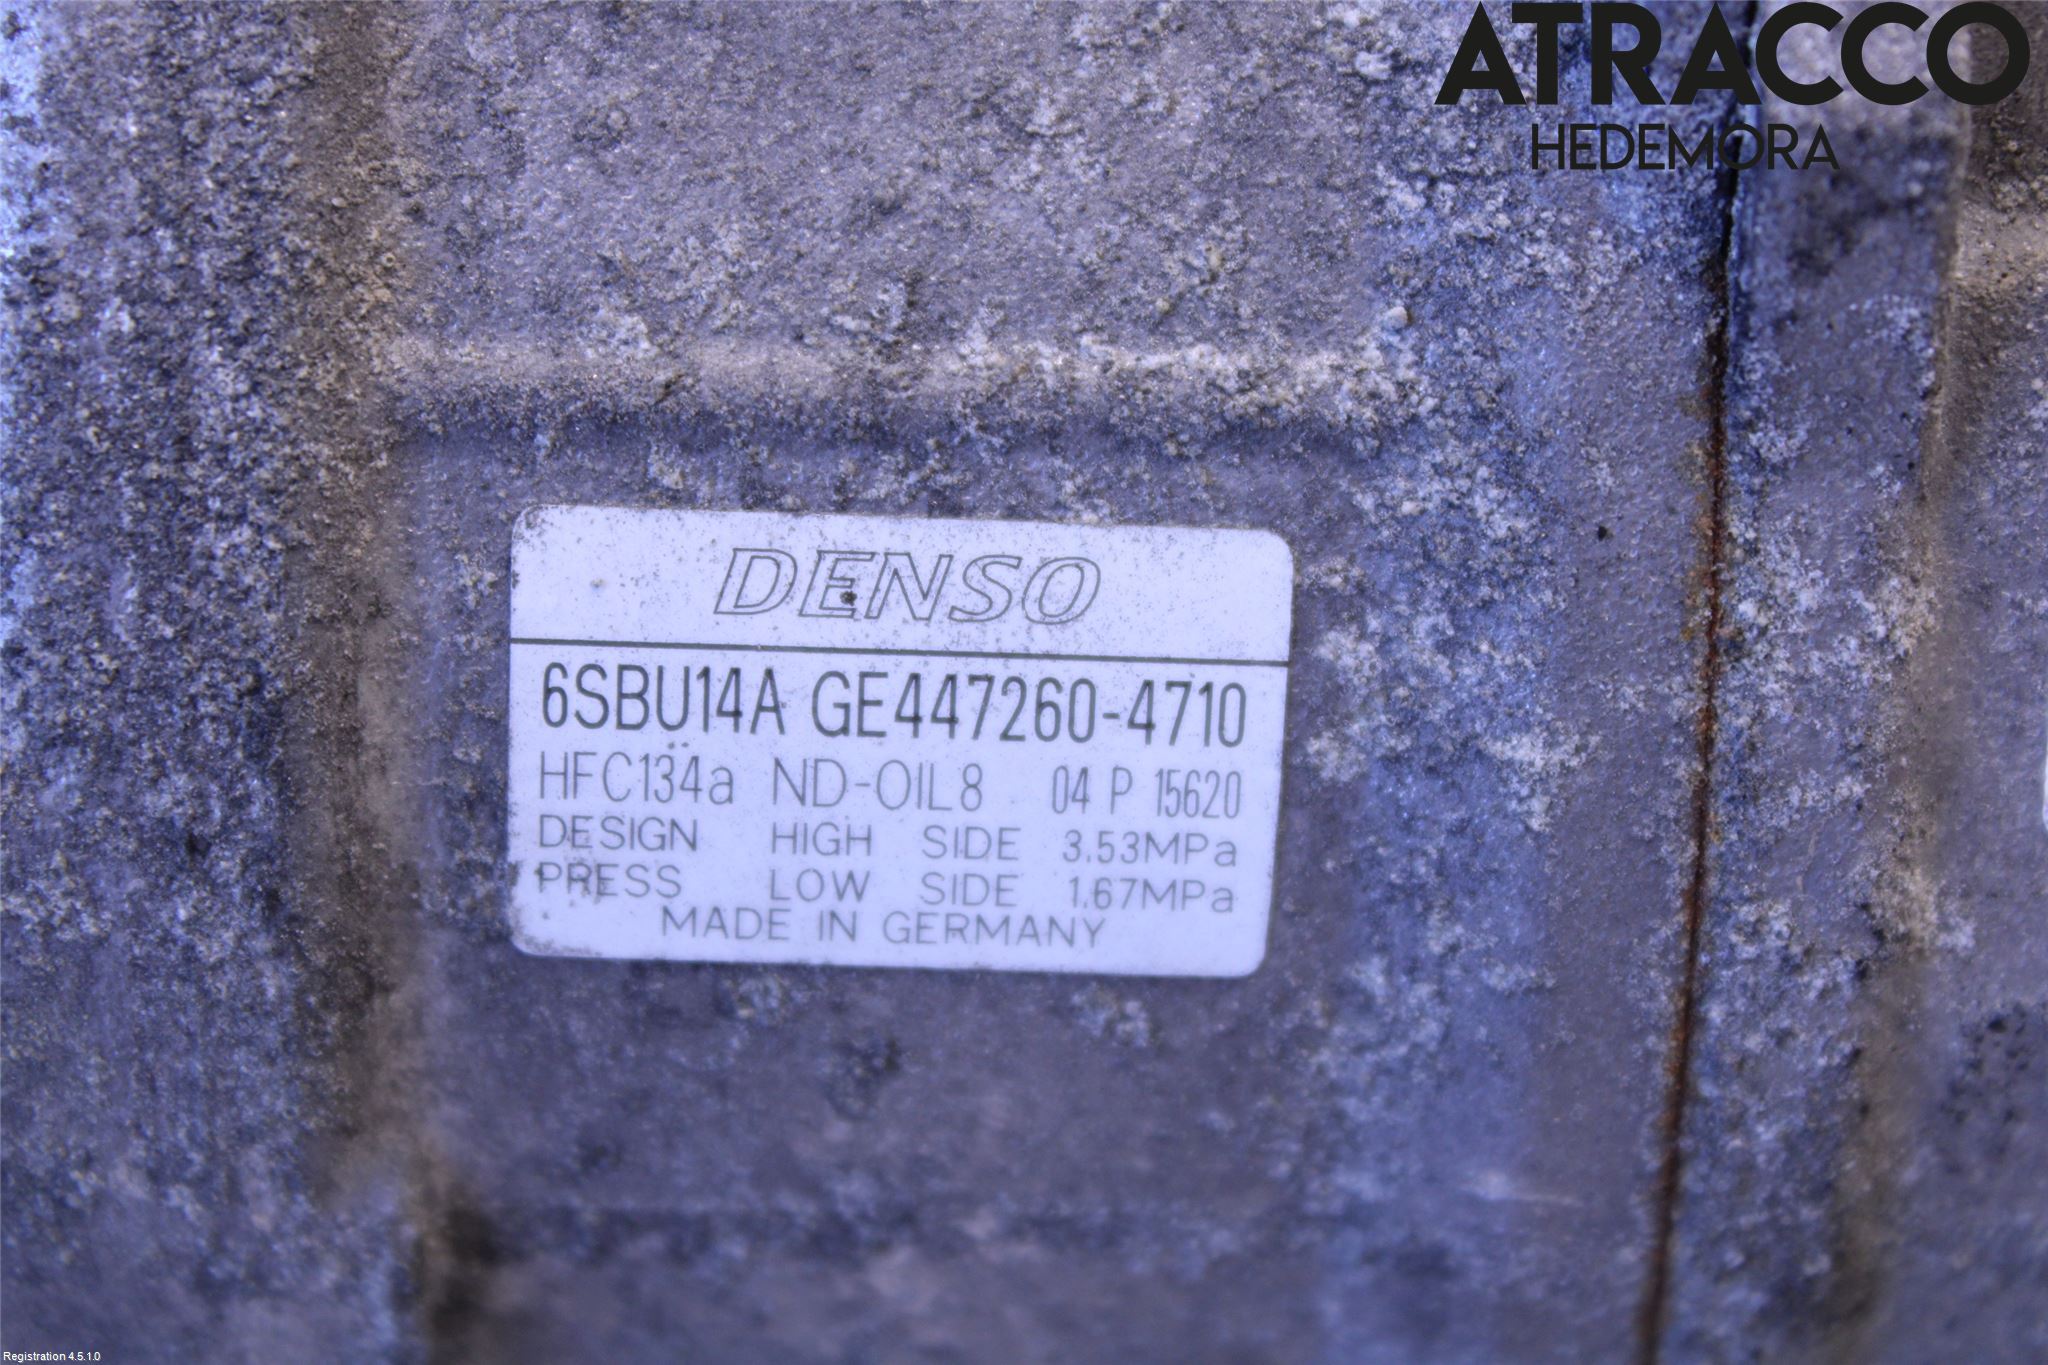 ATRACCO
HEDEMORA
DENSO
6SBU14A GE447260-4710
HFC134a ND-OIL8 04 P 15620
DESIGN HIGH SIDE 3.53MPa
PRESS LOW SIDE 1.67MPa
MADE IN GERMANY
Registration 4.5.1.0